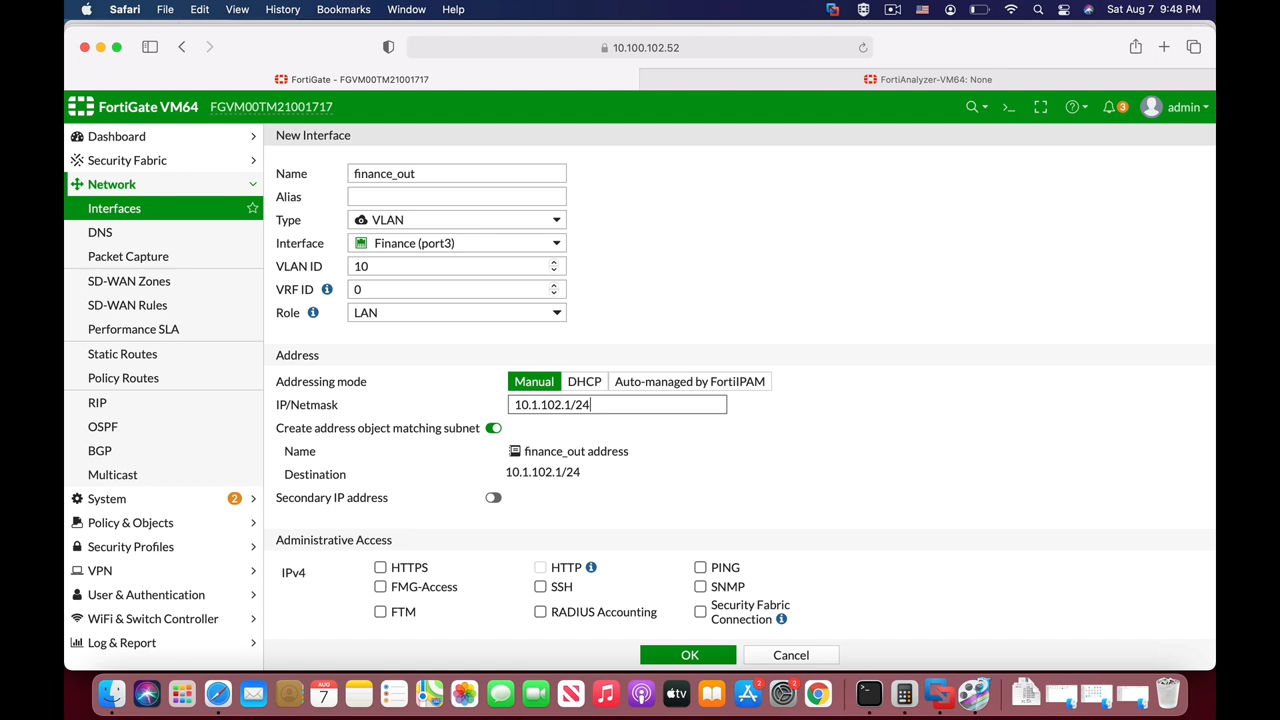 Safari File Edit View History Bookmarks Window Help Sat Aug 7 9:48 PM
10.100.102.52
FortiGate - FGVM00TM21001717 FortiAnalyzer-VM64: None
FortiGate VM64 FGVM00TM21001717 3 admin
Dashboard
Security Fabric
Network
Interfaces
DNS
Packet Capture
SD-WAN Zones
SD-WAN Rules
Performance SLA
Static Routes
Policy Routes
RIP
OSPF
BGP
Multicast
System 2
Policy & Objects
Security Profiles
VPN
User & Authentication
WiFi & Switch Controller
Log & Report
New Interface
Name finance_out
Alias
Type VLAN
Interface Finance (port3)
VLAN ID 10
VRF ID 0
Role LAN
Address
Addressing mode Manual DHCP Auto-managed by FortiIPAM
IP/Netmask 10.1.102.1/24
Create address object matching subnet
Name finance_out address
Destination 10.1.102.1/24
Secondary IP address
Administrative Access
IPv4 HTTPS HTTP PING
FMG-Access SSH SNMP
FTM RADIUS Accounting Security Fabric
Connection
OK Cancel
AUG
7 tv 2 2